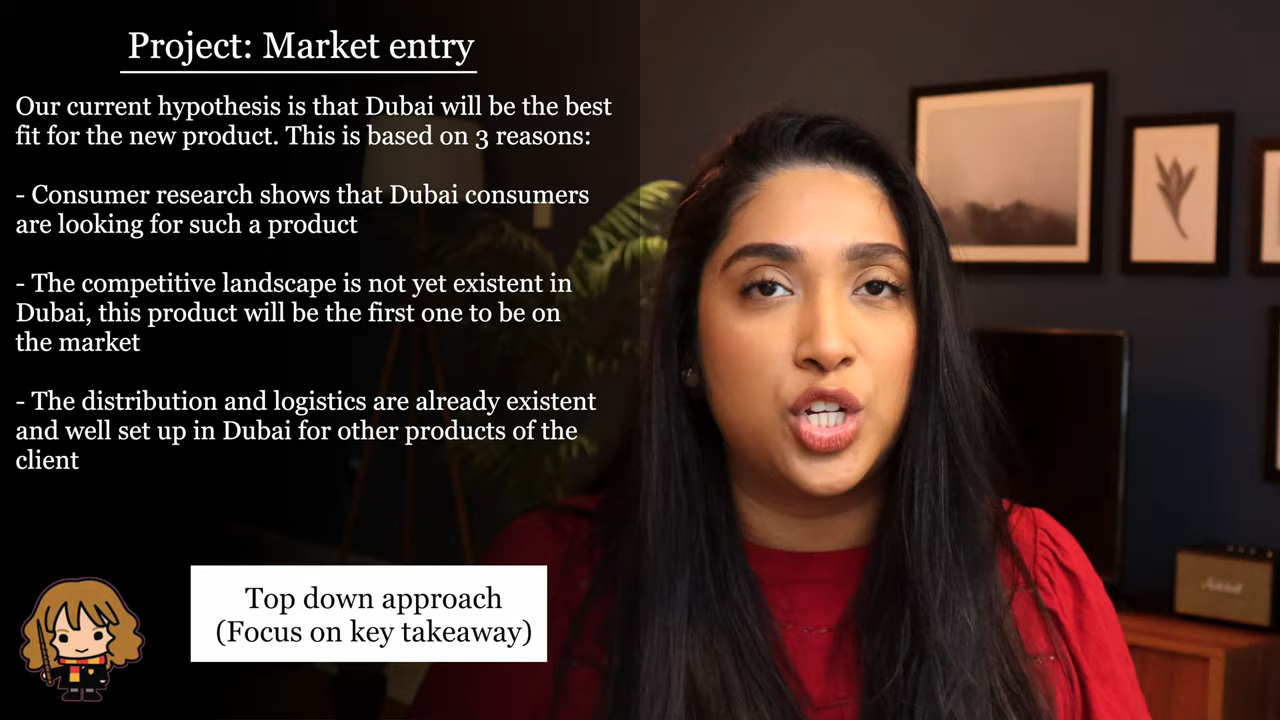 Project: Market entry
Our current hypothesis is that Dubai will be the best
fit for the new product. This is based on 3 reasons:
- Consumer research shows that Dubai consumers
are looking for such a product
- The competitive landscape is not yet existent in
Dubai, this product will be the first one to be on
the market
- The distribution and logistics are already existent
and well set up in Dubai for other products of the
client
Top down approach
(Focus on key takeaway)
Marshall